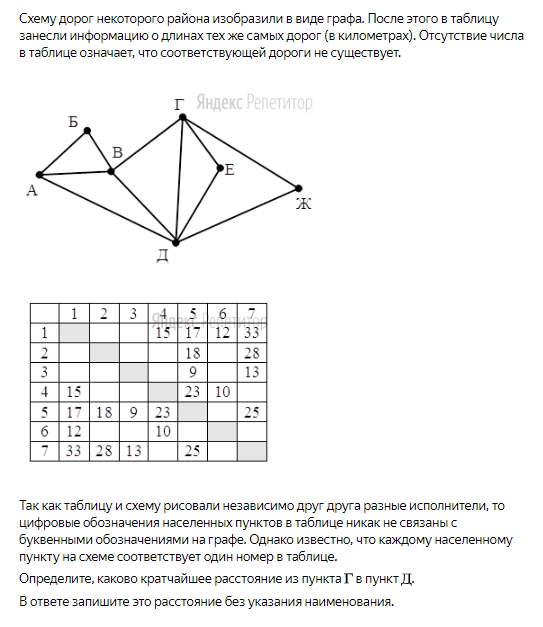 Схему дорог некоторого района изобразили в виде графа. После этого в таблицу
занесли информацию о длинах тех же самых дорог (в километрах). Отсутствие числа
в таблице означает, что соответствующей дороги не существует.
Г Яндекс Репетитор
Б
В
Е
А
Ж
Д
Яндекс Репетитор
1 2 3 4 5 6 7
1 15 17 12 33
2 18 28
3 9 13
4 15 23 10
5 17 18 9 23 25
6 12 10
7 33 28 13 25
Так как таблицу и схему рисовали независимо друг друга разные исполнители, то
цифровые обозначения населенных пунктов в таблице никак не связаны с
буквенными обозначениями на графе. Однако известно, что каждому населенному
пункту на схеме соответствует один номер в таблице.
Определите, каково кратчайшее расстояние из пункта Г в пункт Д.
В ответе запишите это расстояние без указания наименования.